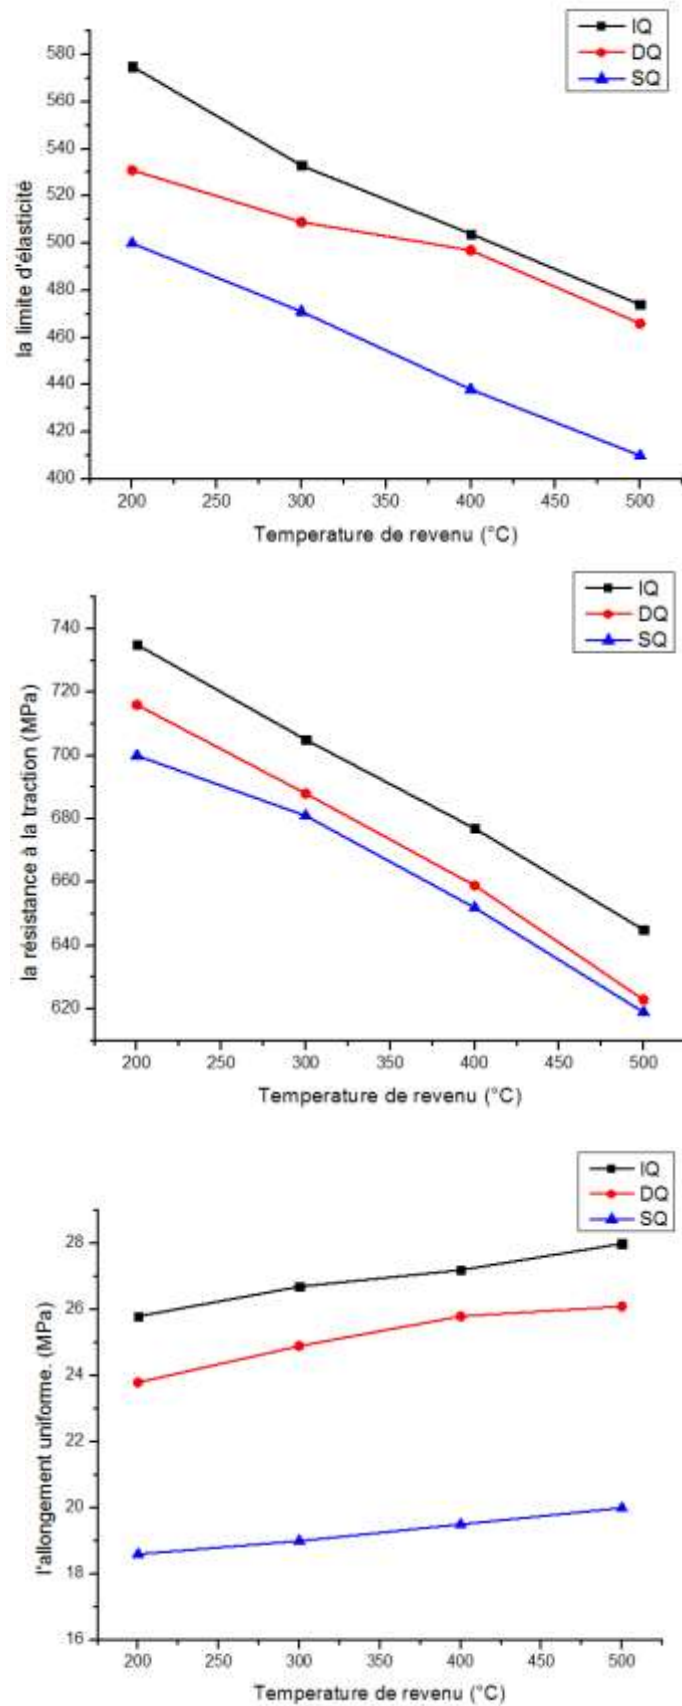 IQ
DQ
SQ
580
560
540
520
500
480
460
440
420
400
la limite d'élasticité
200 250 300 350 400 450 500
Temperature de revenu (°C)
IQ
DQ
SQ
740
720
700
680
660
640
620
la résistance à la traction (MPa)
200 250 300 350 400 450 500
Temperature de revenu (°C)
IQ
DQ
SQ
28
26
24
22
20
18
16
l'allongement uniforme. (MPa)
200 250 300 350 400 450 500
Temperature de revenu (°C)